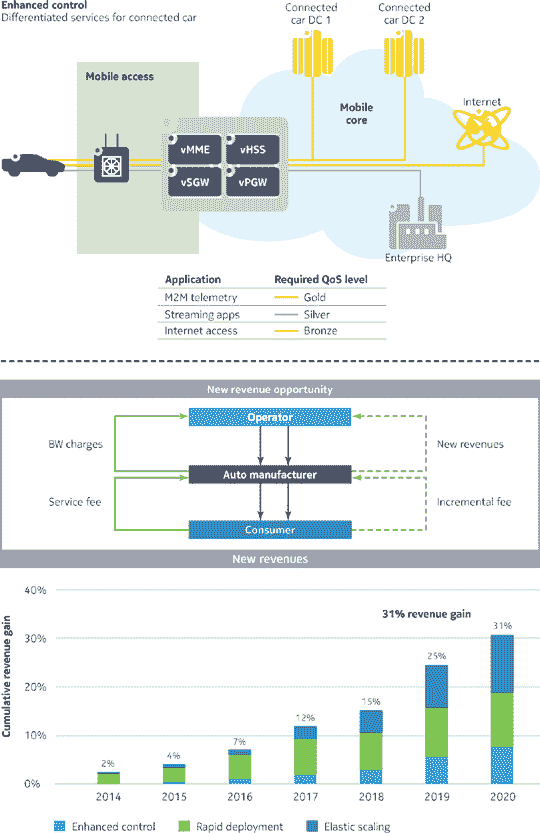 Enhanced control
Differentiated services for connected car
Connected
car DC 1
Connected
car DC 2
Mobile access
Mobile
core
Internet
vMME
vHSS
vSGW
vPGW
Enterprise HQ
Application
Required QoS level
M2M telemetry
Gold
Streaming apps
Silver
Internet access
Bronze
New revenue opportunity
Operator
BW charges
New revenues
Auto manufacturer
Service fee
Incremental fee
Consumer
New revenues
Cumulative revenue gain
40%
30%
20%
10%
0%
31% revenue gain
2%
4%
7%
12%
15%
25%
31%
2014
2015
2016
2017
2018
2019
2020
Enhanced control
Rapid deployment
Elastic scaling